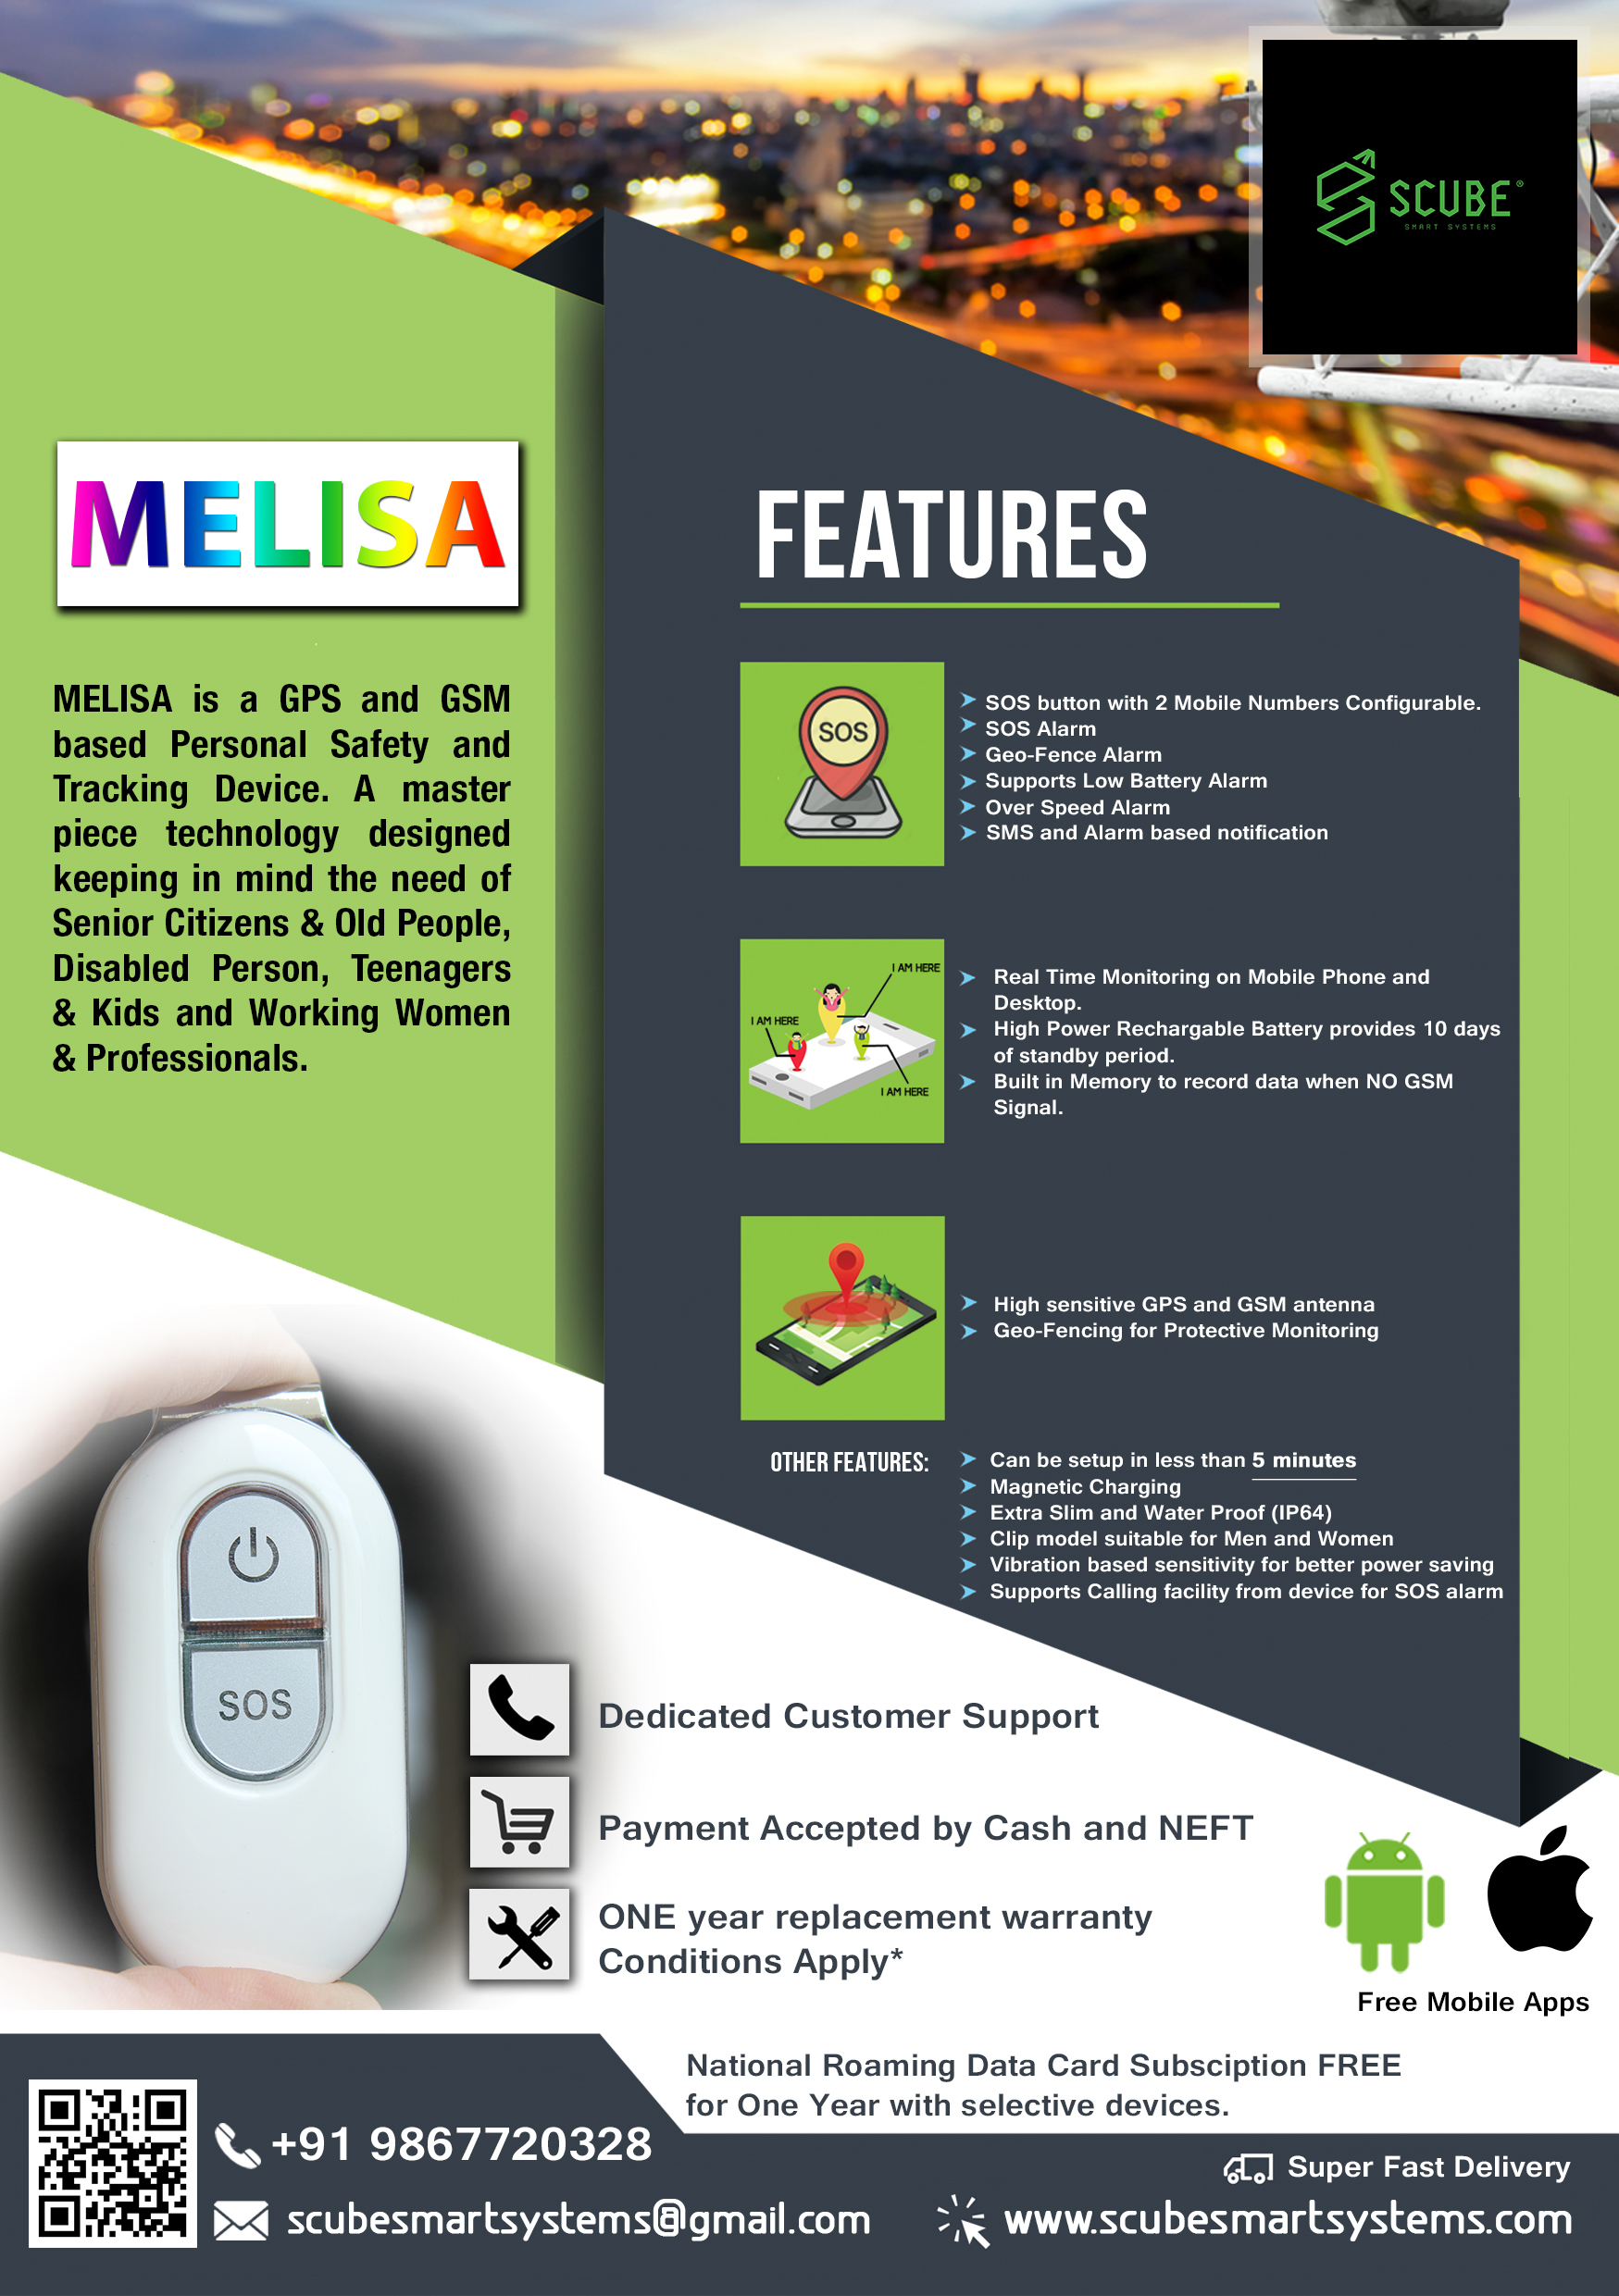 SCUBE®
SMART SYSTEMS
MELISA
MELISA is a GPS and GSM
based Personal Safety and
Tracking Device. A master
piece technology designed
keeping in mind the need of
Senior Citizens & Old People,
Disabled Person, Teenagers
& Kids and Working Women
& Professionals.
FEATURES
SOS
SOS button with 2 Mobile Numbers Configurable.
SOS Alarm
Geo-Fence Alarm
Supports Low Battery Alarm
Over Speed Alarm
SMS and Alarm based notification
I AM HERE
I AM HERE
I AM HERE
Real Time Monitoring on Mobile Phone and
Desktop.
High Power Rechargable Battery provides 10 days
of standby period.
Built in Memory to record data when NO GSM
Signal.
High sensitive GPS and GSM antenna
Geo-Fencing for Protective Monitoring
OTHER FEATURES:
Can be setup in less than 5 minutes
Magnetic Charging
Extra Slim and Water Proof (IP64)
Clip model suitable for Men and Women
Vibration based sensitivity for better power saving
Supports Calling facility from device for SOS alarm
SOS
Dedicated Customer Support
Payment Accepted by Cash and NEFT
ONE year replacement warranty
Conditions Apply*
Free Mobile Apps
National Roaming Data Card Subsciption FREE
for One Year with selective devices.
+91 9867720328
Super Fast Delivery
scubesmartsystems@gmail.com
www.scubesmartsystems.com